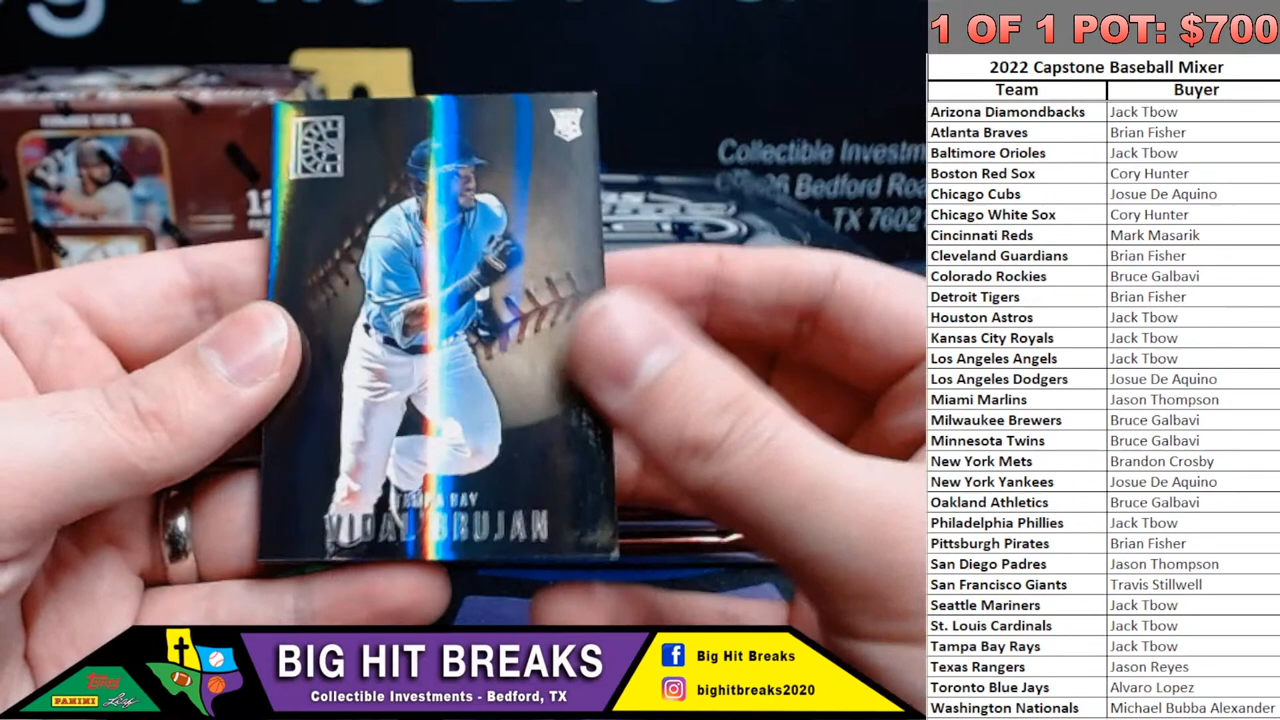 1 OF 1 POT: $700
2022 Capstone Baseball Mixer
Team Buyer
Arizona Diamondbacks Jack Tbow
Atlanta Braves Brian Fisher
Baltimore Orioles Jack Tbow
Boston Red Sox Cory Hunter
Chicago Cubs Josue De Aquino
Chicago White Sox Cory Hunter
Cincinnati Reds Mark Masarik
Cleveland Guardians Brian Fisher
Colorado Rockies Bruce Galbavi
Detroit Tigers Brian Fisher
Houston Astros Jack Tbow
Kansas City Royals Jack Tbow
Los Angeles Angels Jack Tbow
Los Angeles Dodgers Josue De Aquino
Miami Marlins Jason Thompson
Milwaukee Brewers Bruce Galbavi
Minnesota Twins Bruce Galbavi
New York Mets Brandon Crosby
New York Yankees Josue De Aquino
Oakland Athletics Bruce Galbavi
Philadelphia Phillies Jack Tbow
Pittsburgh Pirates Brian Fisher
San Diego Padres Jason Thompson
San Francisco Giants Travis Stillwell
Seattle Mariners Jack Tbow
St. Louis Cardinals Jack Tbow
Tampa Bay Rays Jack Tbow
Texas Rangers Jason Reyes
Toronto Blue Jays Alvaro Lopez
Washington Nationals Michael Bubba Alexander
Collectible
Bedford
TX 7602
TAMPA BAY
VIDAL BRUJAN
BIG HIT BREAKS
Collectible Investments - Bedford, TX
Big Hit Breaks
bighitbreaks2020
Topps
PANINI Leaf